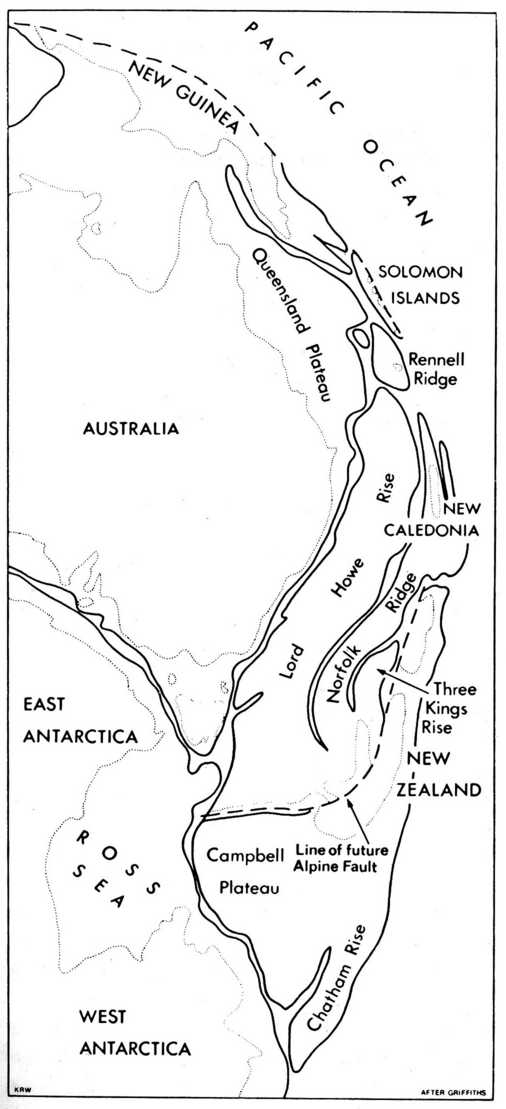 PACIFIC OCEAN
NEW GUINEA
SOLOMON
ISLANDS
Queensland Plateau
Rennell
Ridge
AUSTRALIA
Lord Howe Rise
NEW
CALEDONIA
Norfolk Ridge
Three
Kings
Rise
EAST
ANTARCTICA
NEW
ZEALAND
ROSS
SEA
Campbell
Plateau
Line of future
Alpine Fault
Chatham Rise
WEST
ANTARCTICA
KRW
AFTER GRIFFITHS